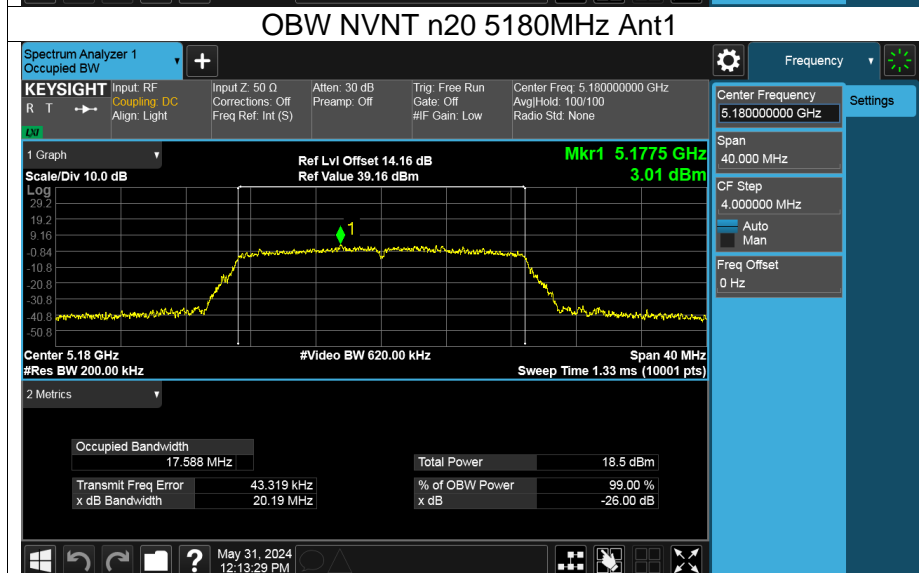 OBW NVNT n20 5180MHz Ant1
Spectrum Analyzer 1
Occupied BW
+
Frequency
KEYSIGHT
R T
LXI
Input: RF
Coupling: DC
Align: Light
Input Z: 50 Ω
Corrections: Off
Freq Ref: Int (S)
Atten: 30 dB
Preamp: Off
Trig: Free Run
Gate: Off
#IF Gain: Low
Center Freq: 5.180000000 GHz
Avg|Hold: 100/100
Radio Std: None
Center Frequency
5.180000000 GHz
Settings
Span
40.000 MHz
CF Step
4.000000 MHz
Auto
Man
Freq Offset
0 Hz
1 Graph
Scale/Div 10.0 dB
Ref Lvl Offset 14.16 dB
Ref Value 39.16 dBm
Mkr1 5.1775 GHz
3.01 dBm
Log
29.2
19.2
9.16
-0.84
-10.8
-20.8
-30.8
-40.8
-50.8
1
Center 5.18 GHz
#Video BW 620.00 kHz
Span 40 MHz
#Res BW 200.00 kHz
Sweep Time 1.33 ms (10001 pts)
2 Metrics
Occupied Bandwidth
17.588 MHz
Total Power 18.5 dBm
Transmit Freq Error 43.319 kHz
% of OBW Power 99.00 %
x dB Bandwidth 20.19 MHz
x dB -26.00 dB
?
May 31, 2024
12:13:29 PM